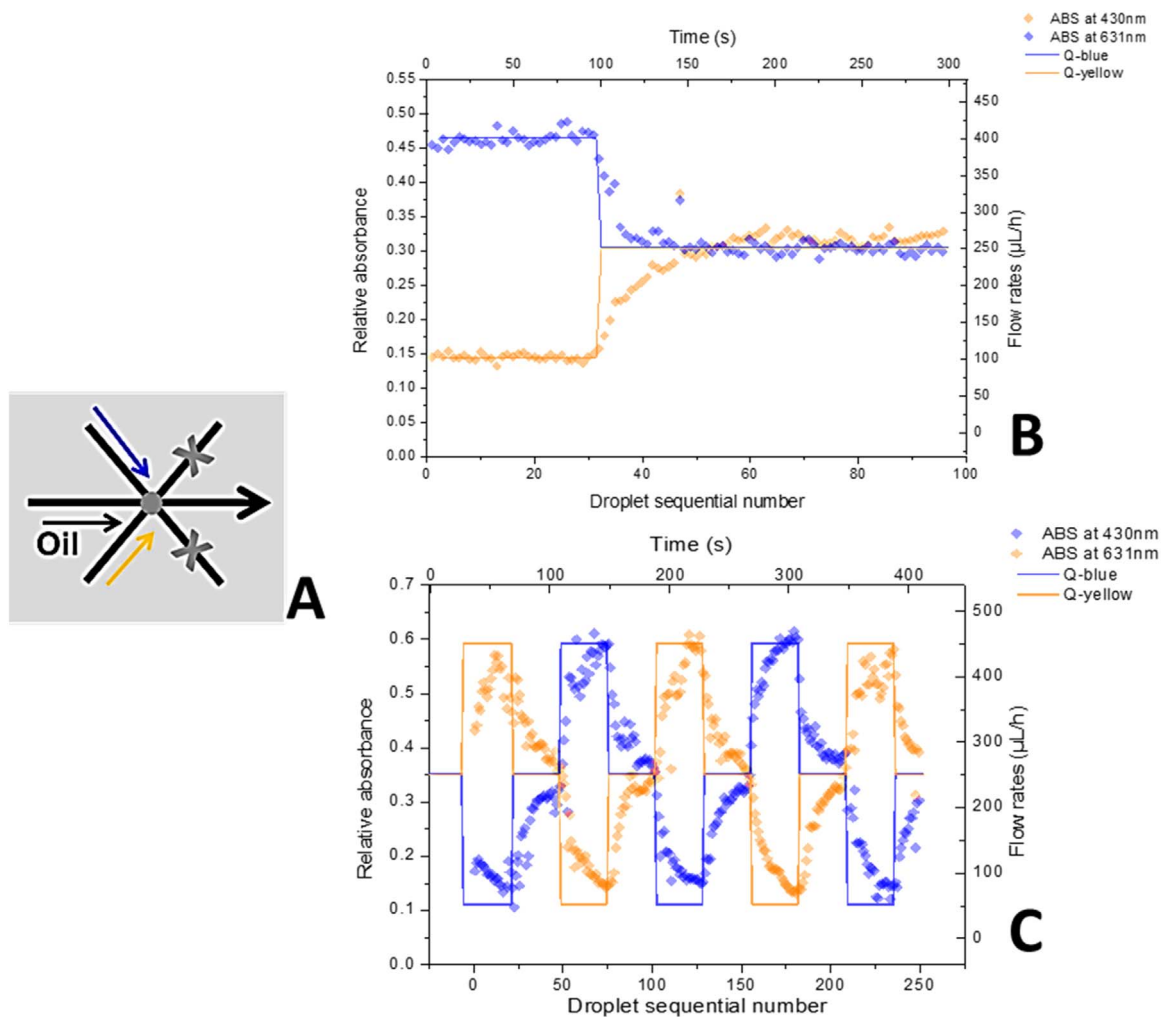 Oil
A
ABS at 430nm
ABS at 631nm
Q-blue
Q-yellow
Time (s)
0 50 100 150 200 250 300
0.55
0.50
0.45
0.40
0.35
0.30
0.25
0.20
0.15
0.10
0.05
0.00
Relative absorbance
450
400
350
300
250
200
150
100
50
0
Flow rates (µL/h)
0 20 40 60 80 100
Droplet sequential number
B
ABS at 430nm
ABS at 631nm
Q-blue
Q-yellow
Time (s)
0 100 200 300 400
0.7
0.6
0.5
0.4
0.3
0.2
0.1
0.0
Relative absorbance
500
400
300
200
100
0
Flow rates (µL/h)
0 50 100 150 200 250
Droplet sequential number
C